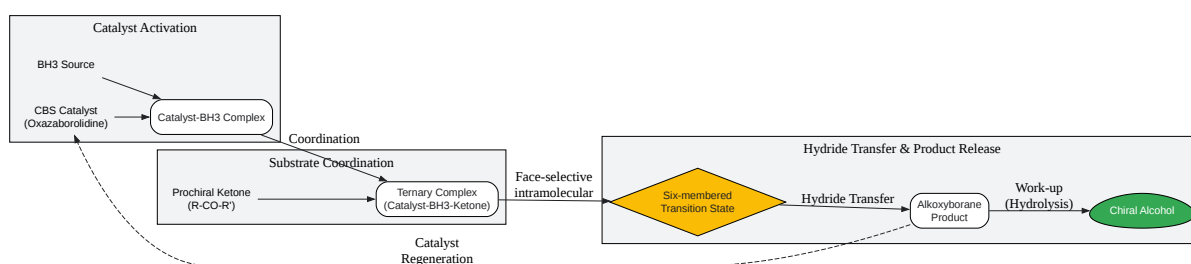 Catalyst Activation
BH3 Source
CBS Catalyst
(Oxazaborolidine)
Catalyst-BH3 Complex
Coordination
Substrate Coordination
Prochiral Ketone
(R-CO-R')
Ternary Complex
(Catalyst-BH3-Ketone)
Face-selective
intramolecular
Hydride Transfer & Product Release
Six-membered
Transition State
Hydride Transfer
Alkoxyborane
Product
Work-up
(Hydrolysis)
Chiral Alcohol
Catalyst
Regeneration